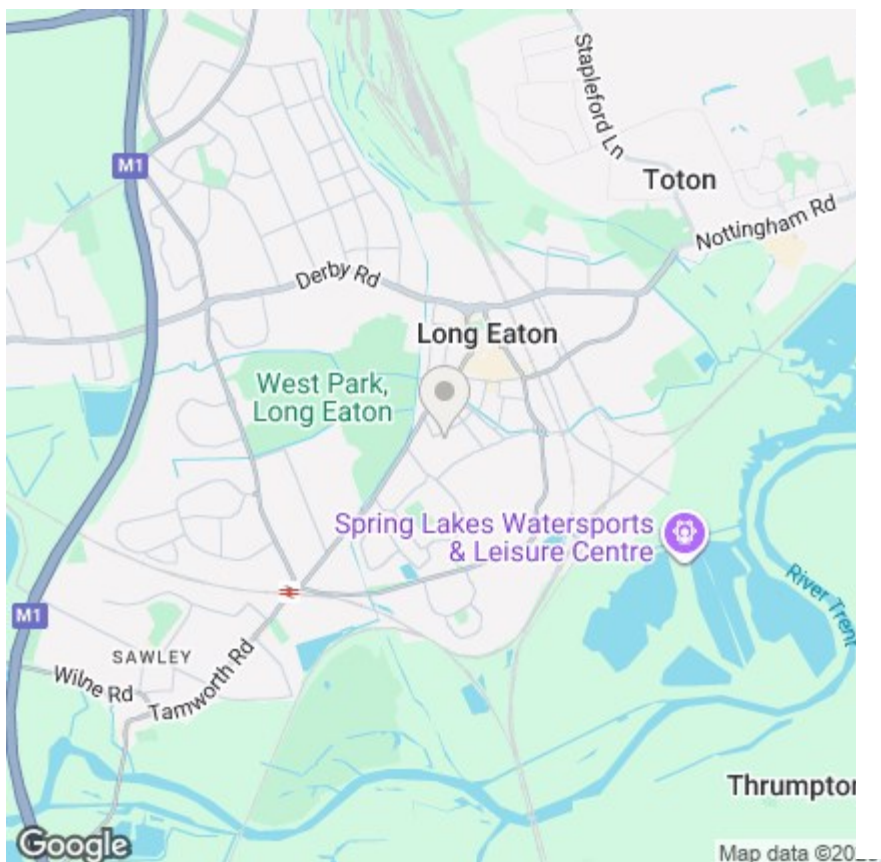 Stapleford Ln
Toton
M1
Nottingham Rd
Derby Rd
Long Eaton
West Park,
Long Eaton
Spring Lakes Watersports
& Leisure Centre
River Trent
M1
SAWLEY
Wilne Rd
Tamworth Rd
Thrumpton
Google
Map data ©20